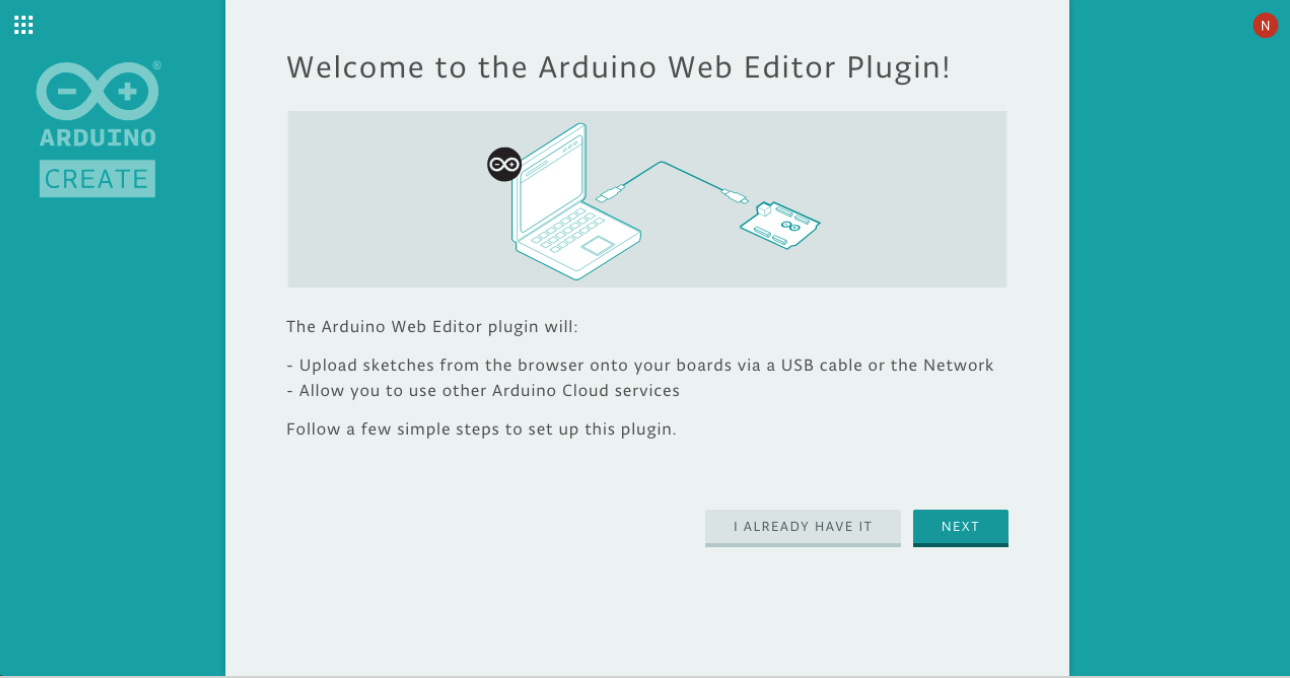 N
®
ARDUINO
CREATE
Welcome to the Arduino Web Editor Plugin!
The Arduino Web Editor plugin will:
- Upload sketches from the browser onto your boards via a USB cable or the Network
- Allow you to use other Arduino Cloud services
Follow a few simple steps to set up this plugin.
I ALREADY HAVE IT
NEXT